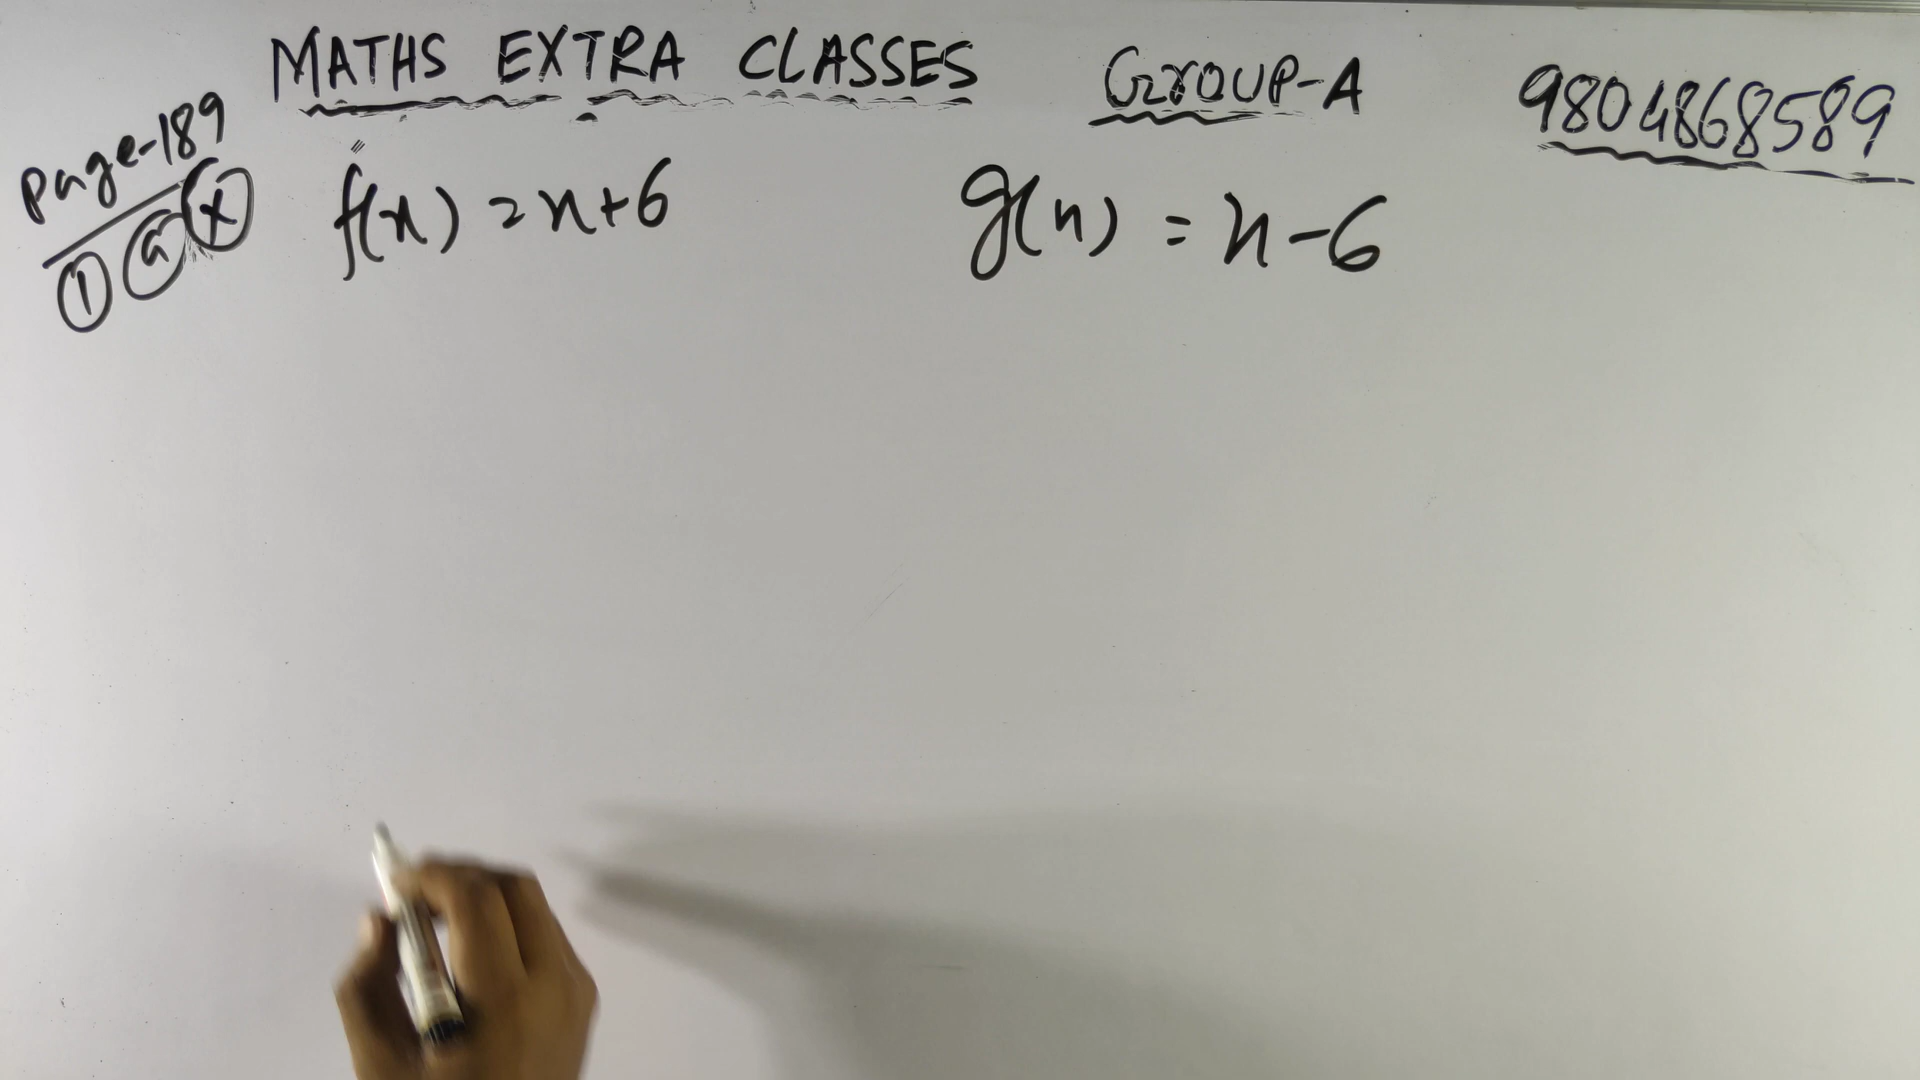 MATHS EXTRA CLASSES GROUP-A 9804868589
Page-189
1 a x f(x) = x+6 g(x) = x-6